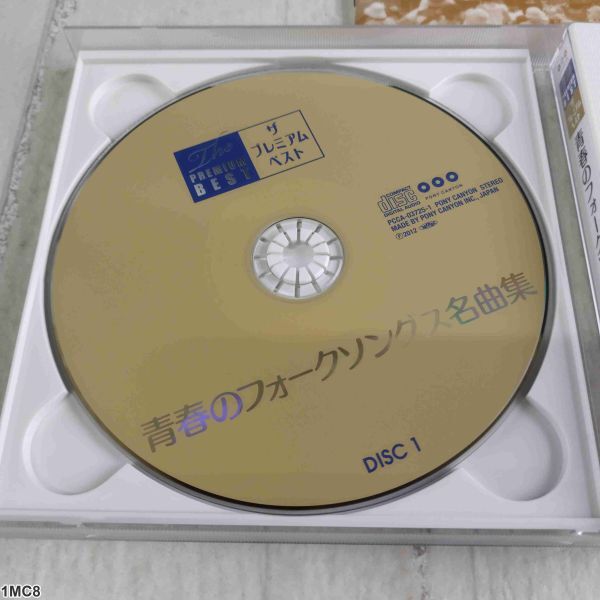 The
PREMIUM
BEST
ザ
プレミアム
ベスト
COMPACT
disc
DIGITAL AUDIO
PONY CANYON
PCCA-03725-1 PONY CANYON STEREO
MADE BY PONY CANYON INC., JAPAN
Ⓟ2012
青春のフォークソングス名曲集
DISC 1
青春のフォーク
1MC8